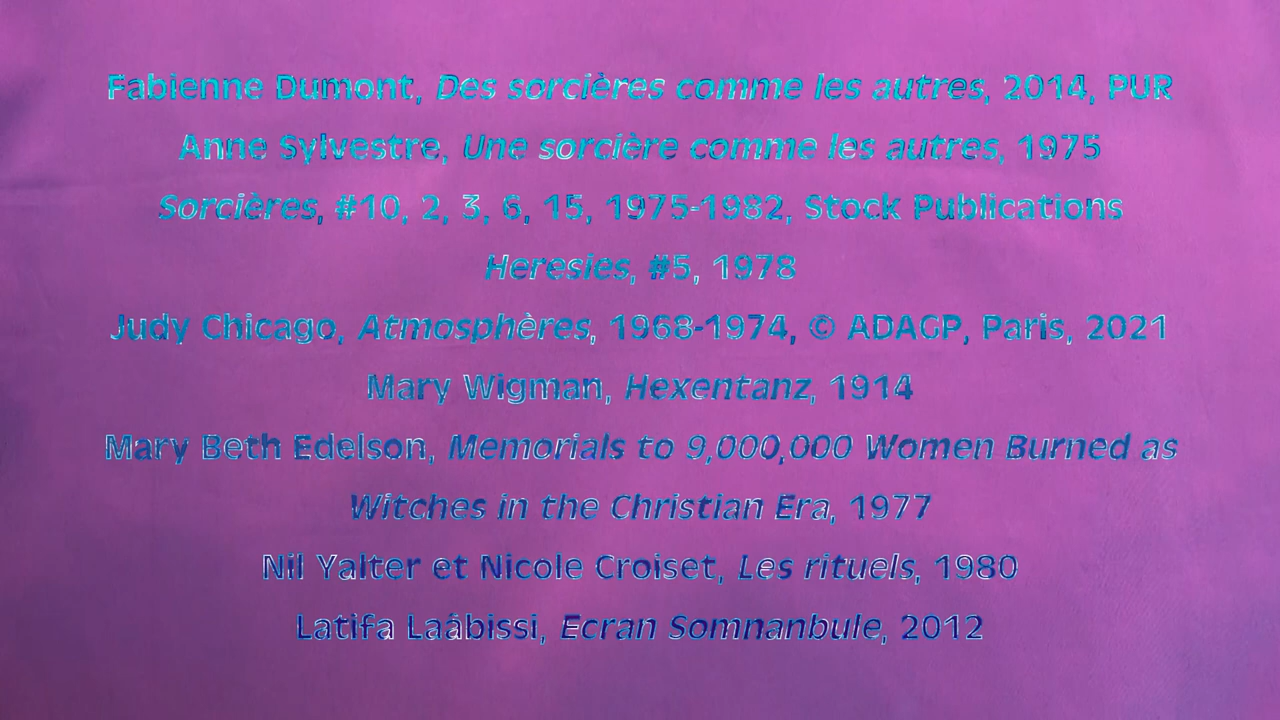 Fabienne Dumont, Des sorcières comme les autres, 2014, PUR
Anne Sylvestre, Une sorcière comme les autres, 1975
Sorcières, #10, 2, 3, 6, 15, 1975-1982, Stock Publications
Heresies, #5, 1978
Judy Chicago, Atmosphères, 1968-1974, © ADAGP, Paris, 2021
Mary Wigman, Hexentanz, 1914
Mary Beth Edelson, Memorials to 9,000,000 Women Burned as
Witches in the Christian Era, 1977
Nil Yalter et Nicole Croiset, Les rituels, 1980
Latifa Laâbissi, Ecran Somnanbule, 2012